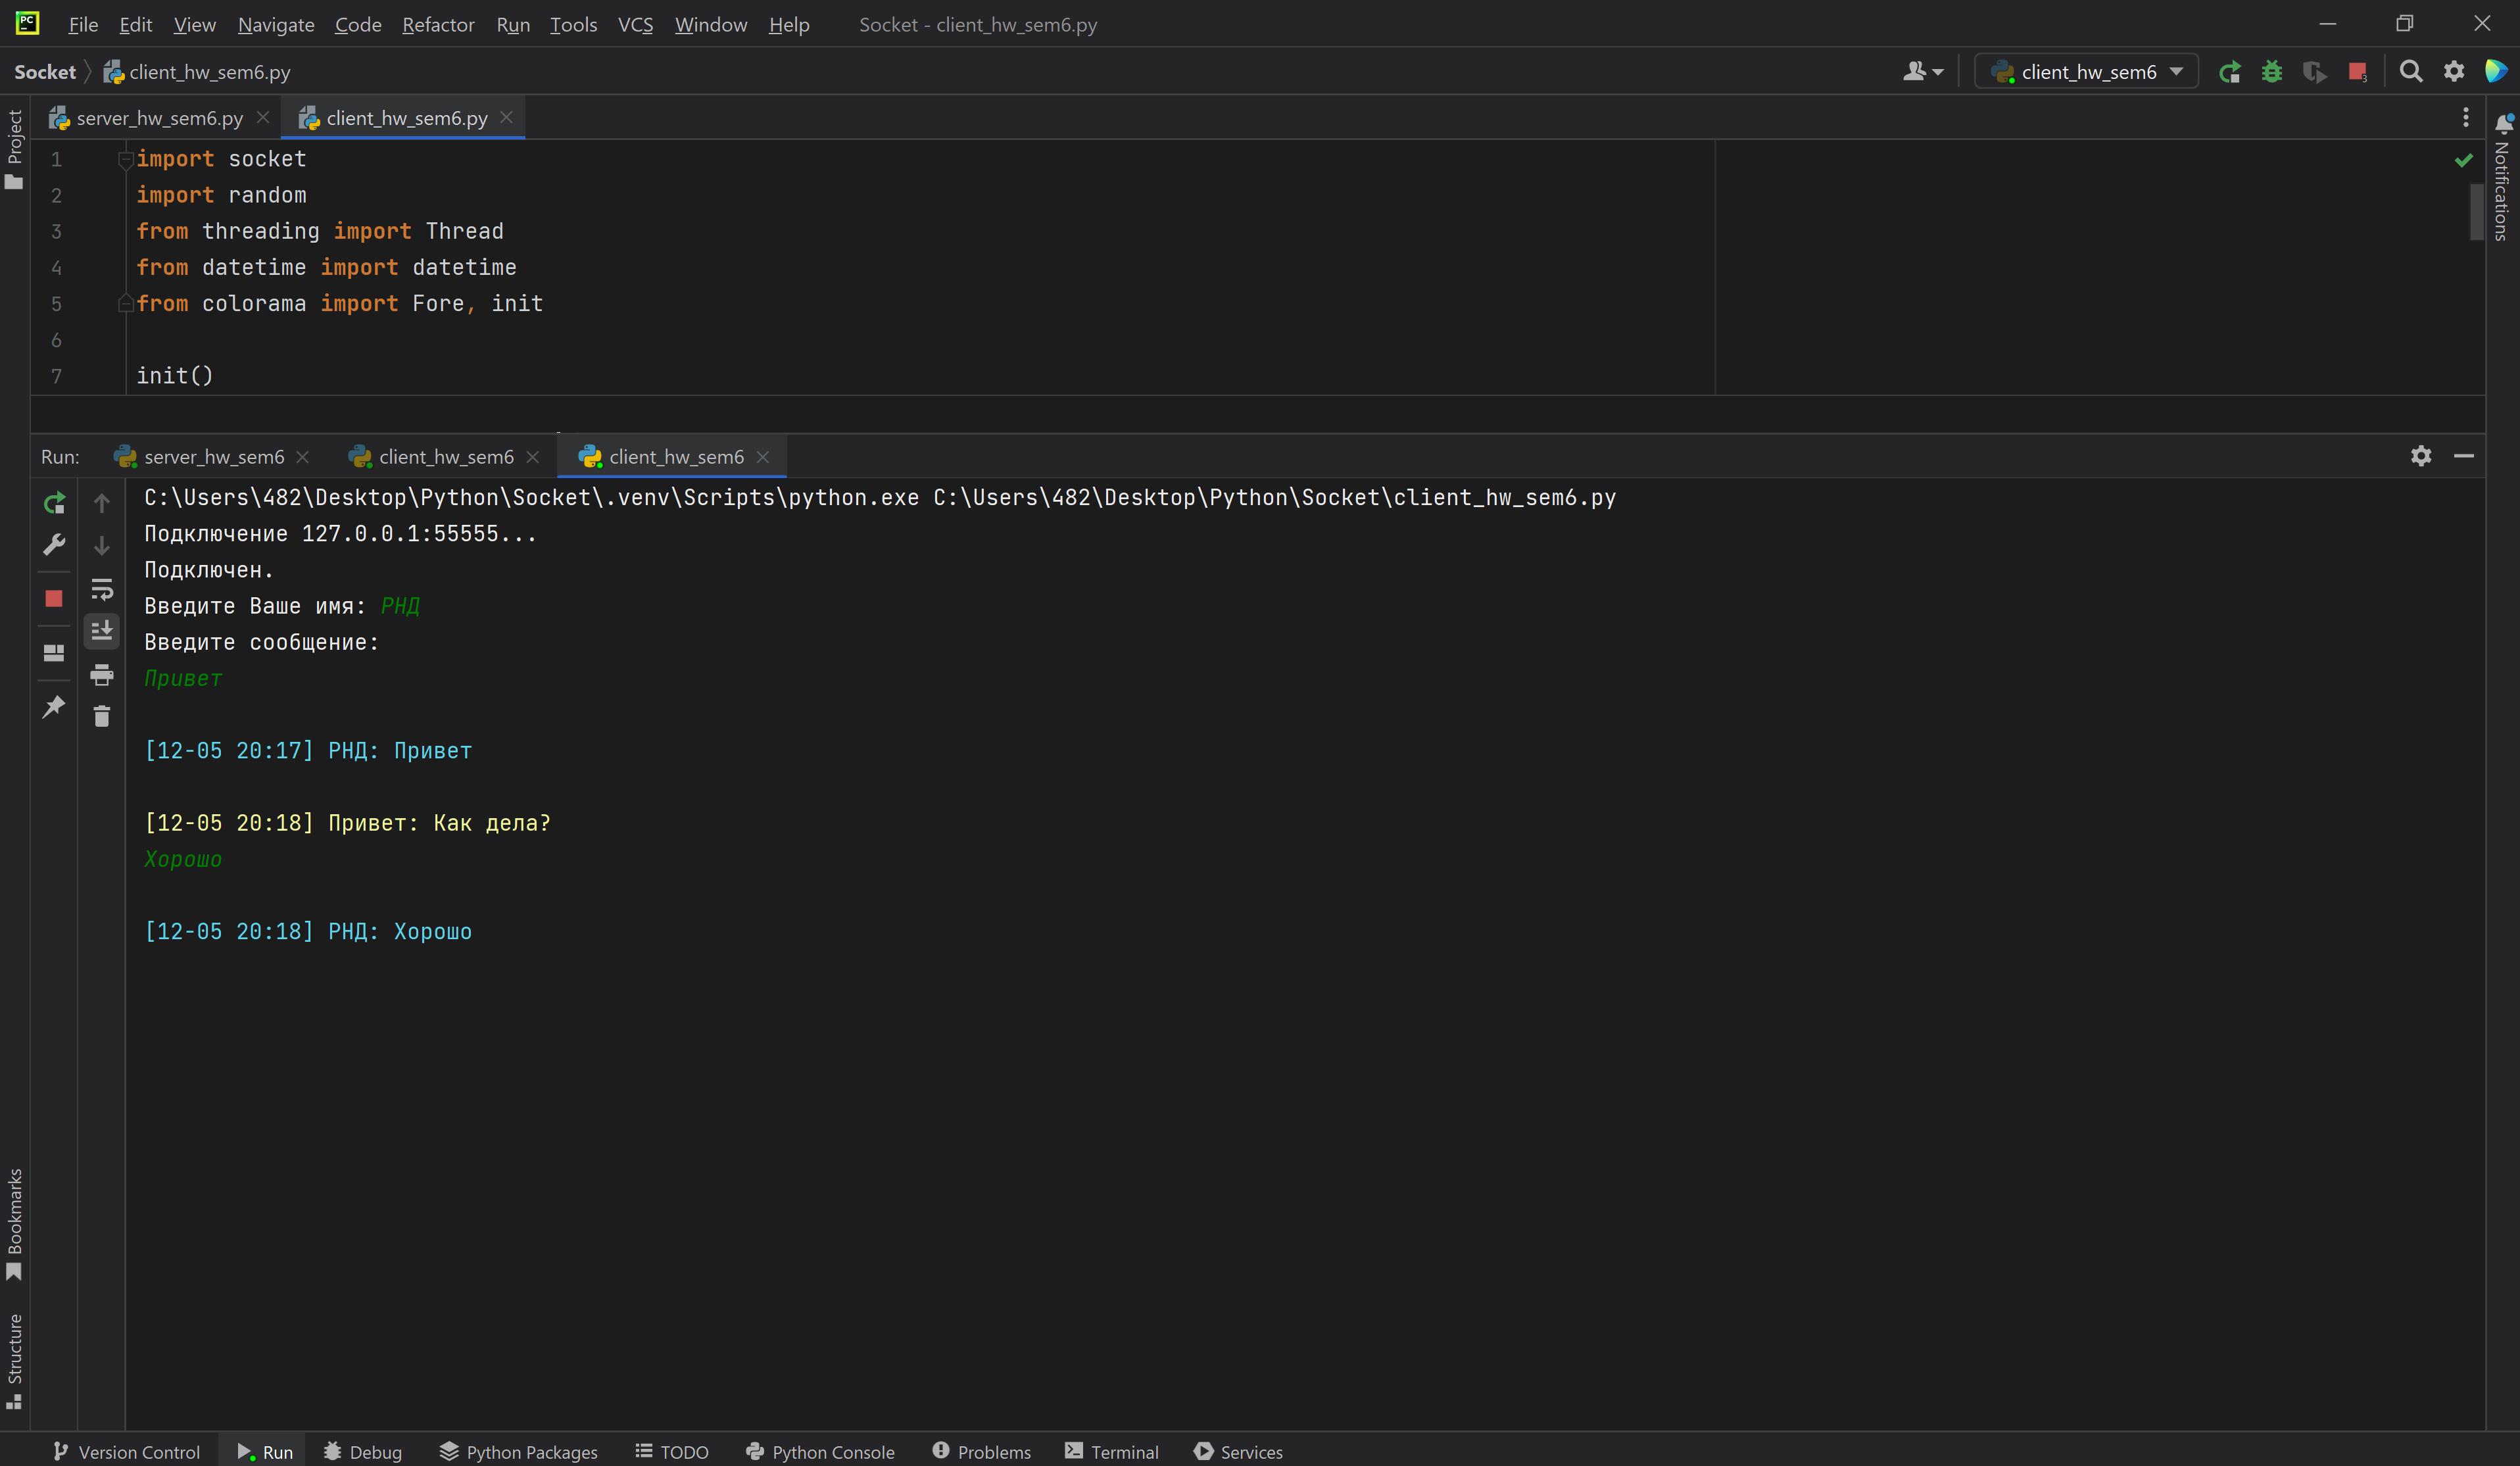 PC
File Edit View Navigate Code Refactor Run Tools VCS Window Help Socket - client_hw_sem6.py
Socket client_hw_sem6.py client_hw_sem6
server_hw_sem6.py client_hw_sem6.py
Project
Notifications
1 import socket
2 import random
3 from threading import Thread
4 from datetime import datetime
5 from colorama import Fore, init
6
7 init()
Run: server_hw_sem6 client_hw_sem6 client_hw_sem6
C:\Users\482\Desktop\Python\Socket\.venv\Scripts\python.exe C:\Users\482\Desktop\Python\Socket\client_hw_sem6.py
Подключение 127.0.0.1:55555...
Подключен.
Введите Ваше имя: РНД
Введите сообщение:
Привет
[12-05 20:17] РНД: Привет
[12-05 20:18] Привет: Как дела?
Хорошо
[12-05 20:18] РНД: Хорошо
Bookmarks
Structure
Version Control Run Debug Python Packages TODO Python Console Problems Terminal Services